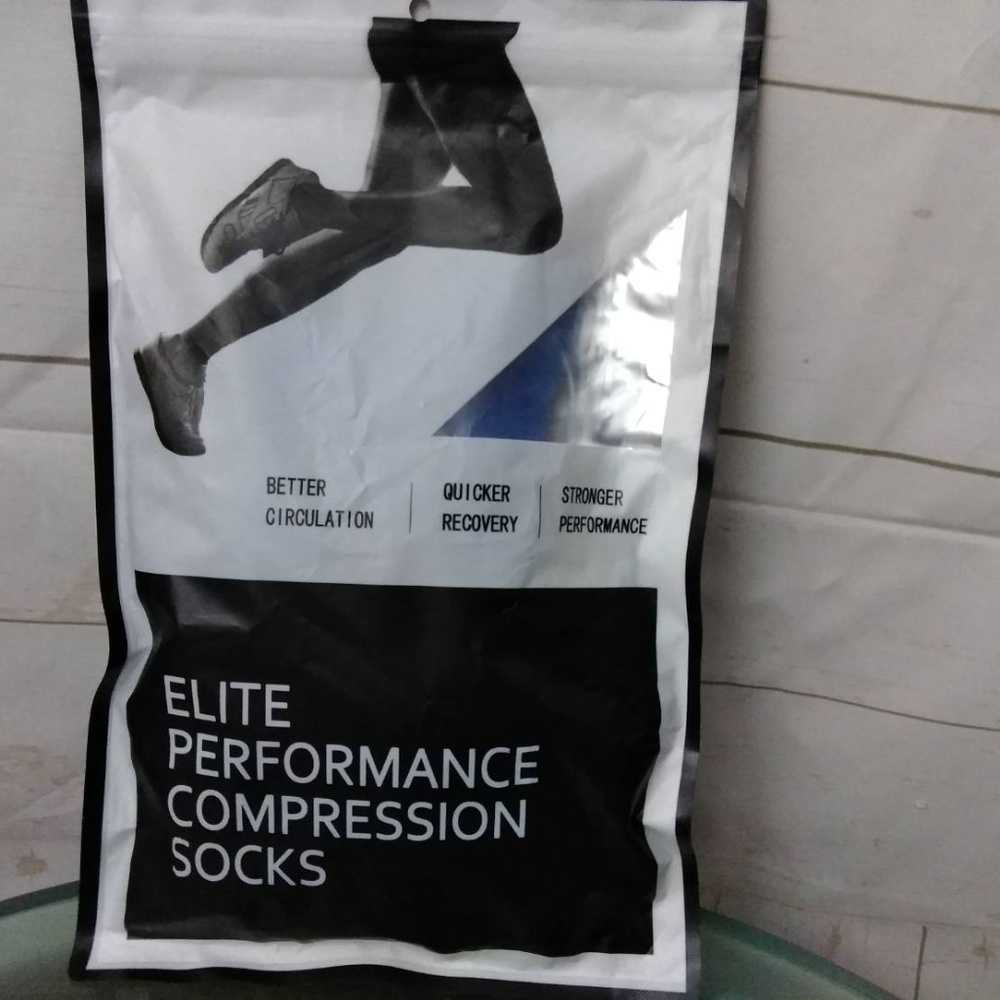 BETTER
CIRCULATION
QUICKER
RECOVERY
STRONGER
PERFORMANCE
ELITE
PERFORMANCE
COMPRESSION
SOCKS